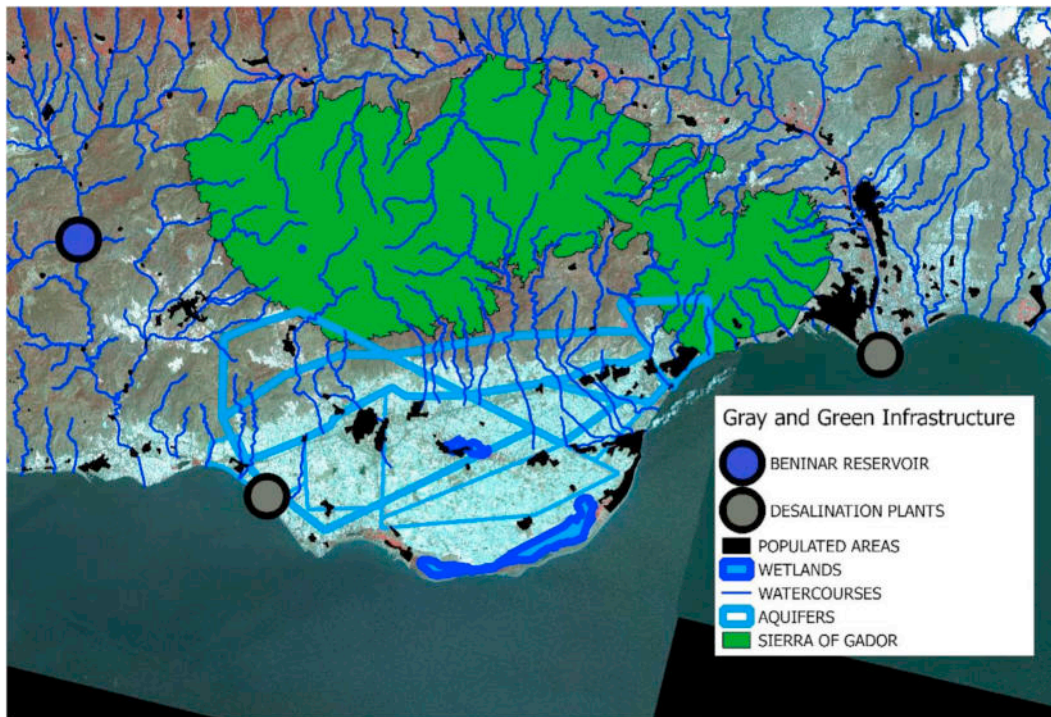 Gray and Green Infrastructure
BENINAR RESERVOIR
DESALINATION PLANTS
POPULATED AREAS
WETLANDS
WATERCOURSES
AQUIFERS
SIERRA OF GADOR